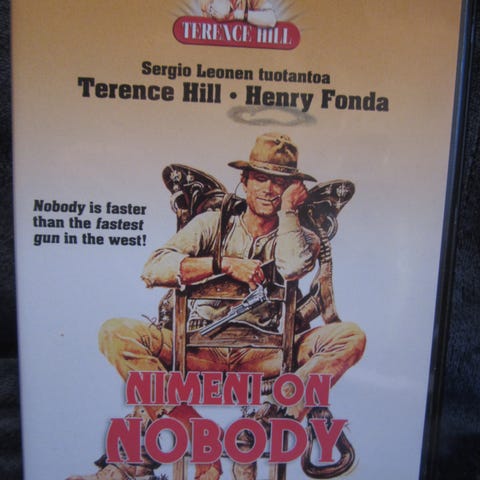 TERENCE HILL
Sergio Leonen tuotantoa
Terence Hill • Henry Fonda
Nobody is faster
than the fastest
gun in the west!
NIMENI ON
NOBODY